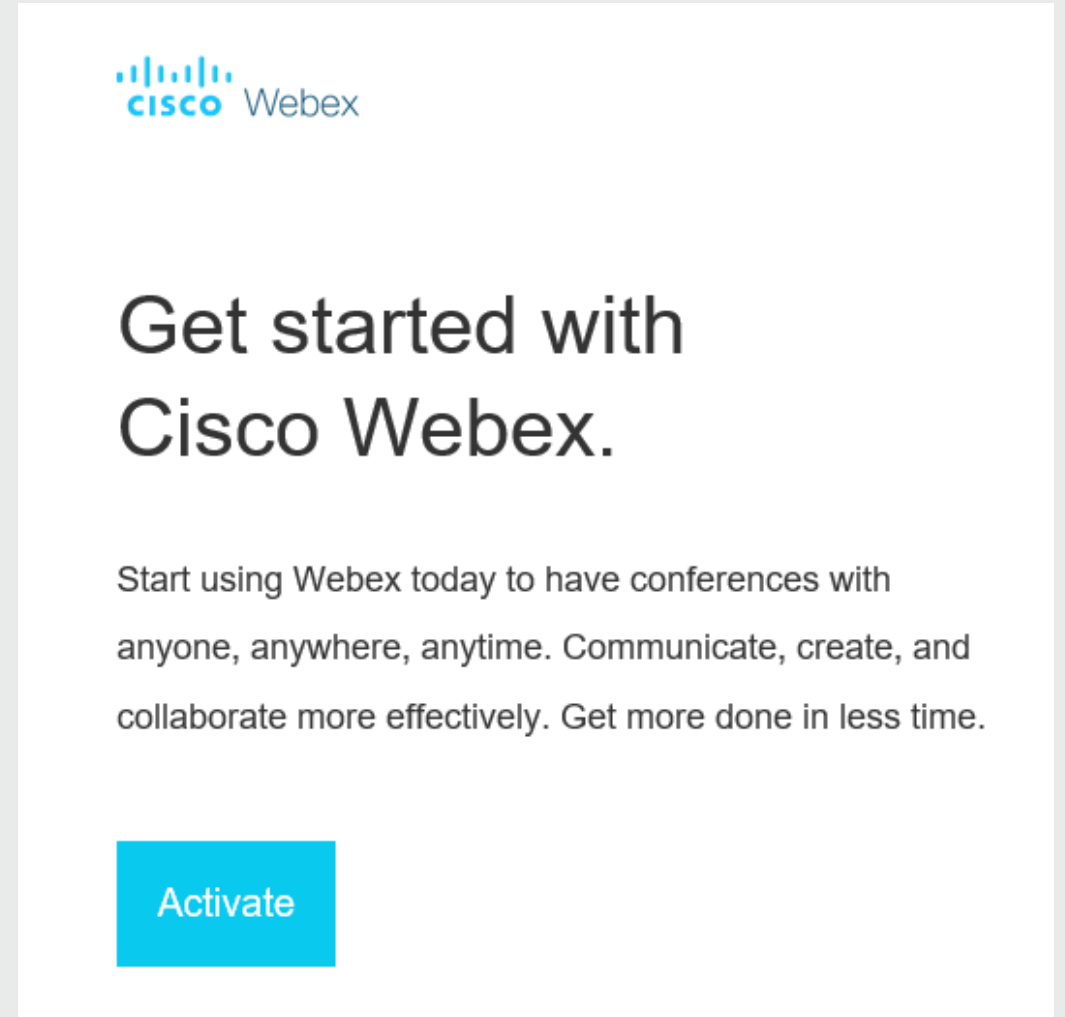 CISCO Webex
Get started with
Cisco Webex.
Start using Webex today to have conferences with
anyone, anywhere, anytime. Communicate, create, and
collaborate more effectively. Get more done in less time.
Activate